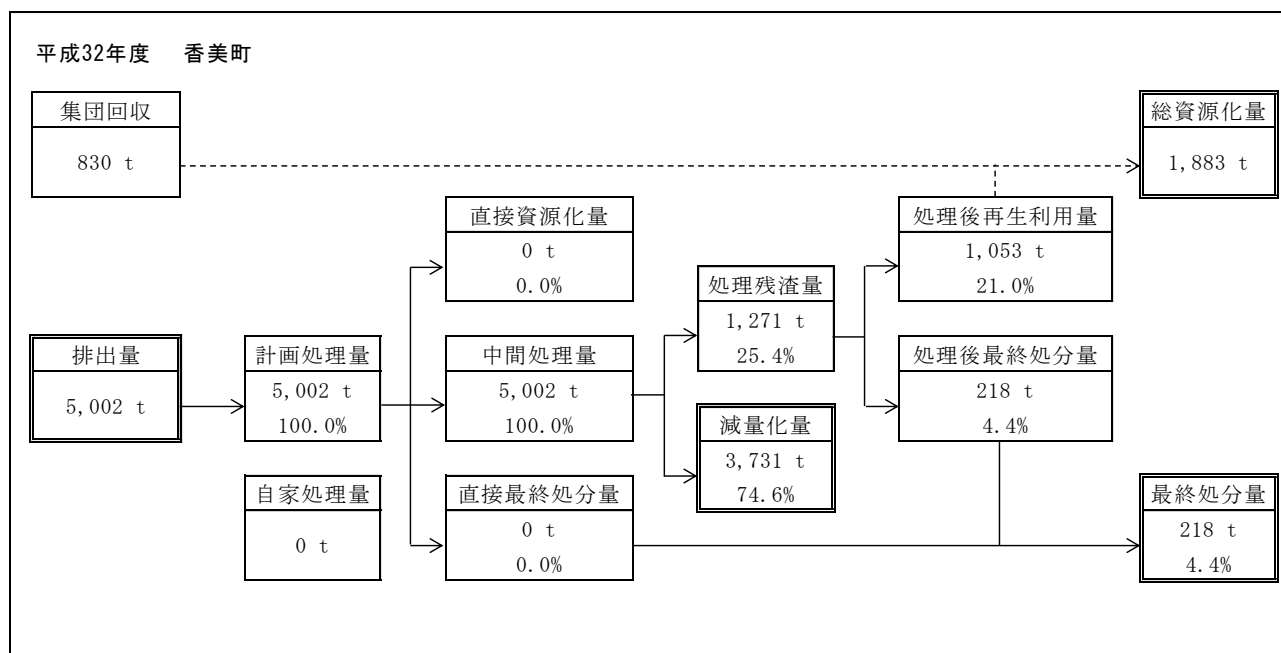 平成32年度 香美町
集団回収
830 t
総資源化量
1,883 t
直接資源化量
0 t
0.0%
処理後再生利用量
1,053 t
21.0%
処理残渣量
1,271 t
25.4%
排出量
5,002 t
計画処理量
5,002 t
100.0%
中間処理量
5,002 t
100.0%
処理後最終処分量
218 t
4.4%
減量化量
3,731 t
74.6%
自家処理量
0 t
直接最終処分量
0 t
0.0%
最終処分量
218 t
4.4%